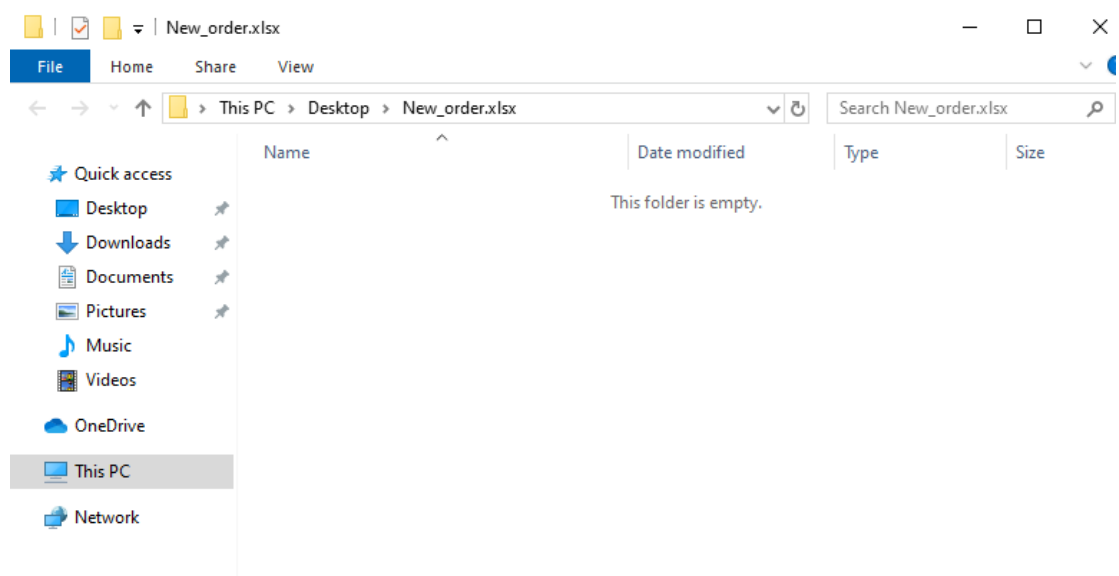 New_order.xlsx
File Home Share View
This PC > Desktop > New_order.xlsx Search New_order.xlsx
Name Date modified Type Size
This folder is empty.
Quick access
Desktop
Downloads
Documents
Pictures
Music
Videos
OneDrive
This PC
Network